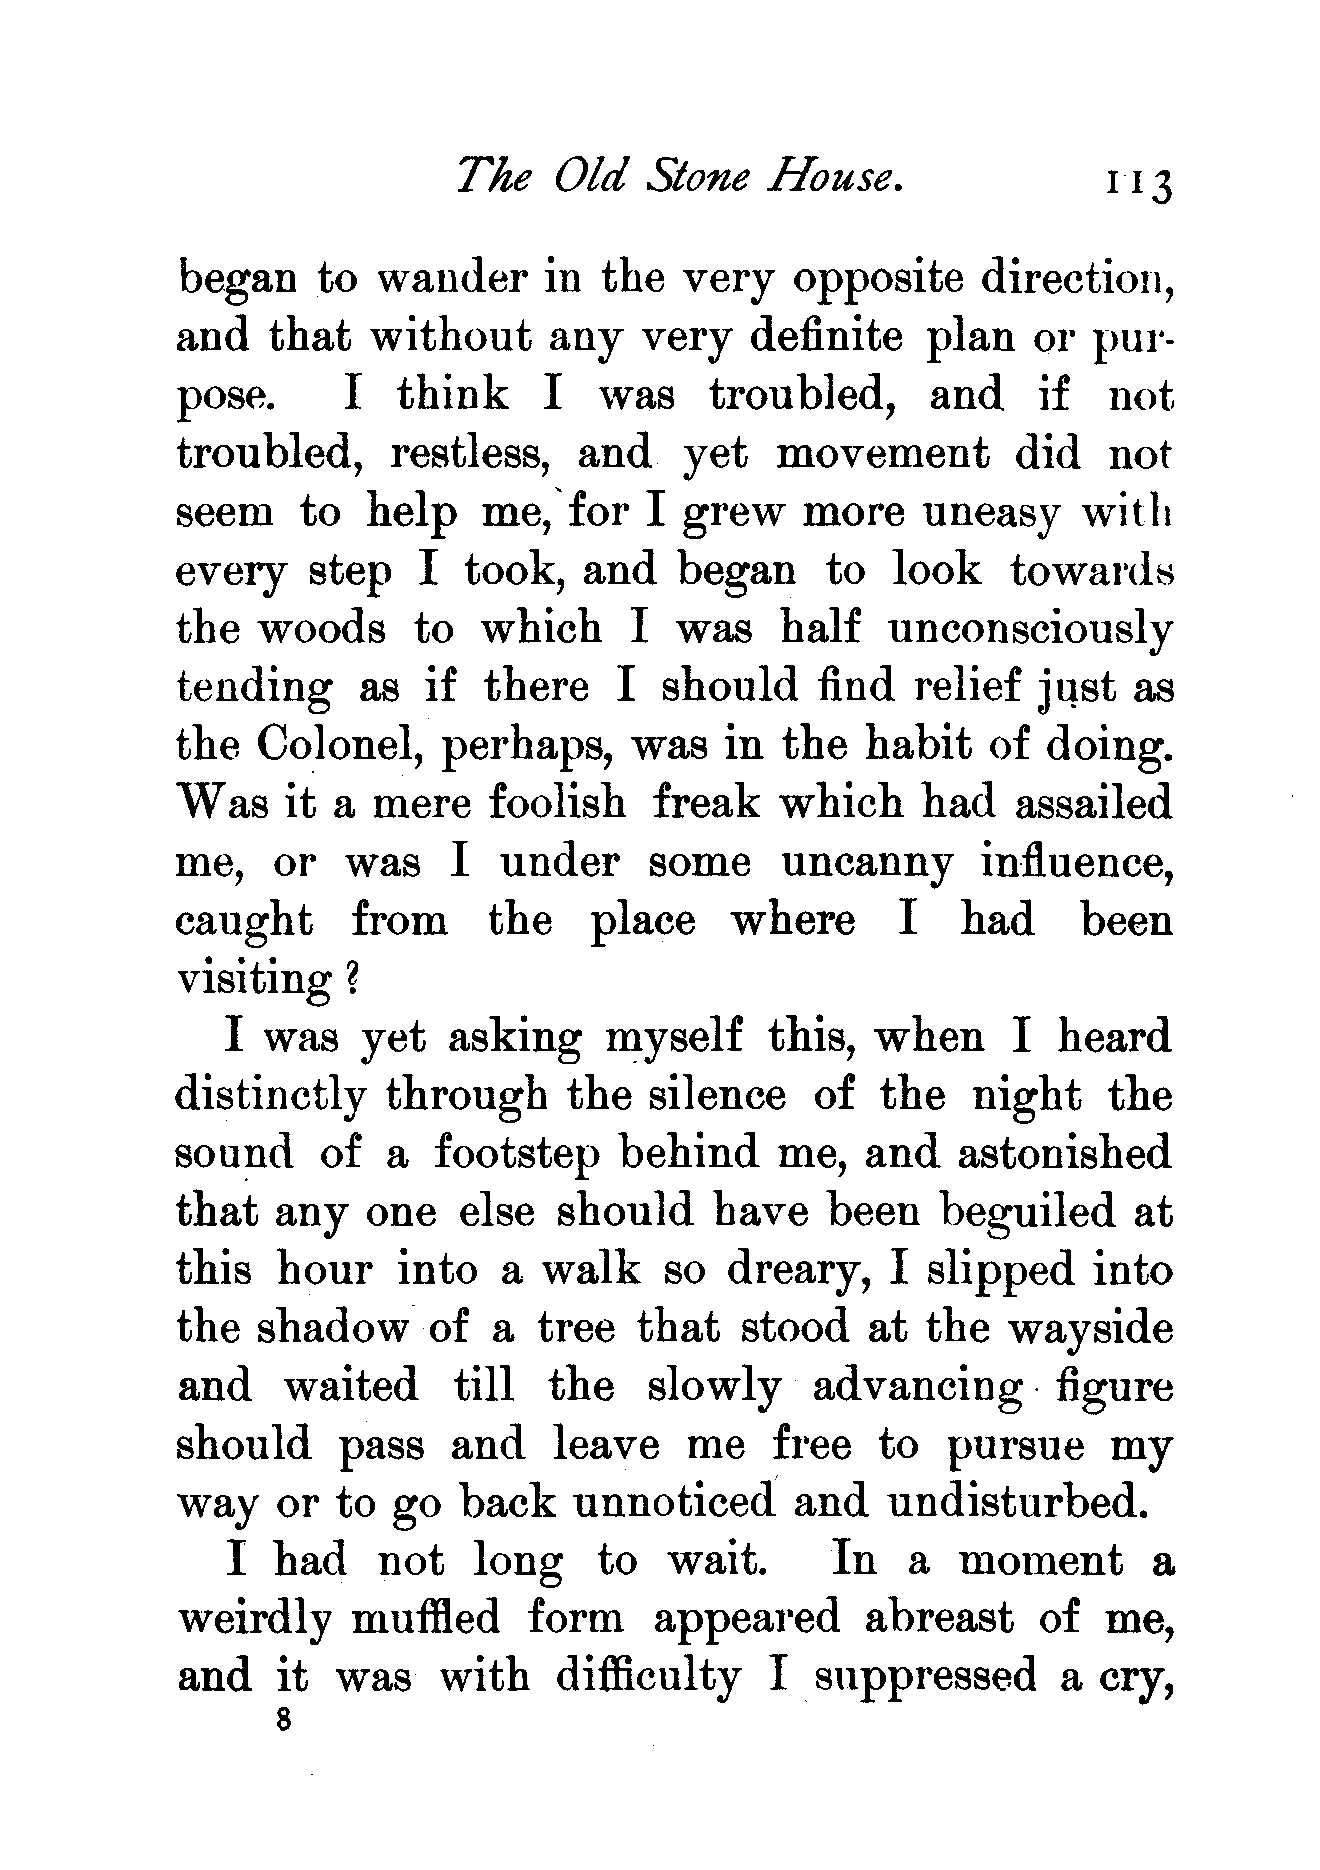 The Old Stone House. 113
began to wander in the very opposite direction,
and that without any very definite plan or pur-
pose. I think I was troubled, and if not
troubled, restless, and yet movement did not
seem to help me, for I grew more uneasy with
every step I took, and began to look towards
the woods to which I was half unconsciously
tending as if there I should find relief just as
the Colonel, perhaps, was in the habit of doing.
Was it a mere foolish freak which had assailed
me, or was I under some uncanny influence,
caught from the place where I had been
visiting ?
I was yet asking myself this, when I heard
distinctly through the silence of the night the
sound of a footstep behind me, and astonished
that any one else should have been beguiled at
this hour into a walk so dreary, I slipped into
the shadow of a tree that stood at the wayside
and waited till the slowly advancing figure
should pass and leave me free to pursue my
way or to go back unnoticed and undisturbed.
I had not long to wait. In a moment a
weirdly muffled form appeared abreast of me,
and it was with difficulty I suppressed a cry,
8